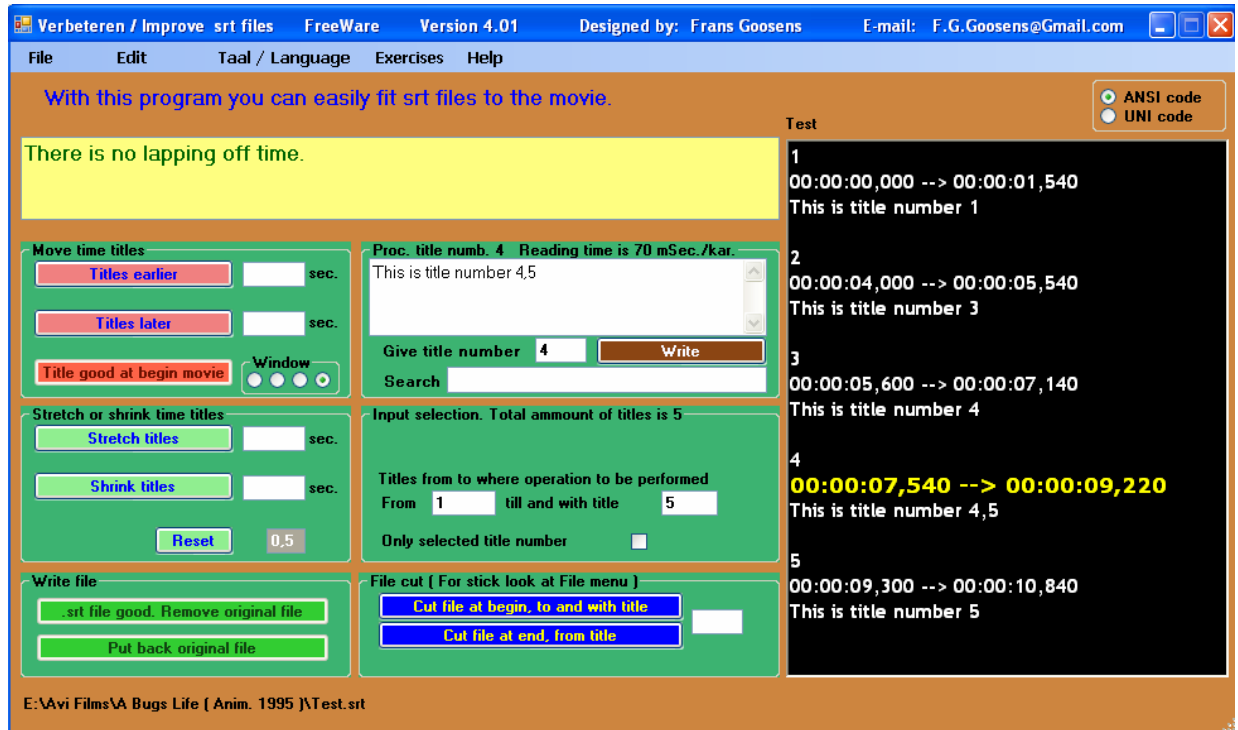 Verbeteren / Improve srt files FreeWare Version 4.01 Designed by: Frans Goosens E-mail: F.G.Goosens@Gmail.com
File Edit Taal / Language Exercises Help
With this program you can easily fit srt files to the movie.
ANSI code
UNI code
There is no lapping off time.
Move time titles
Titles earlier sec.
Titles later sec.
Title good at begin movie Window
Proc. title numb. 4 Reading time is 70 mSec./kar.
This is title number 4,5
Give title number 4 Write
Search
Stretch or shrink time titles
Stretch titles sec.
Shrink titles sec.
Reset 0,5
Input selection. Total ammount of titles is 5
Titles from to where operation to be performed
From 1 till and with title 5
Only selected title number
Write file
.srt file good. Remove original file
Put back original file
File cut ( For stick look at File menu )
Cut file at begin, to and with title
Cut file at end, from title
Test
1
00:00:00,000 --> 00:00:01,540
This is title number 1
2
00:00:04,000 --> 00:00:05,540
This is title number 3
3
00:00:05,600 --> 00:00:07,140
This is title number 4
4
00:00:07,540 --> 00:00:09,220
This is title number 4,5
5
00:00:09,300 --> 00:00:10,840
This is title number 5
E:\Avi Films\A Bugs Life ( Anim. 1995 )\Test.srt